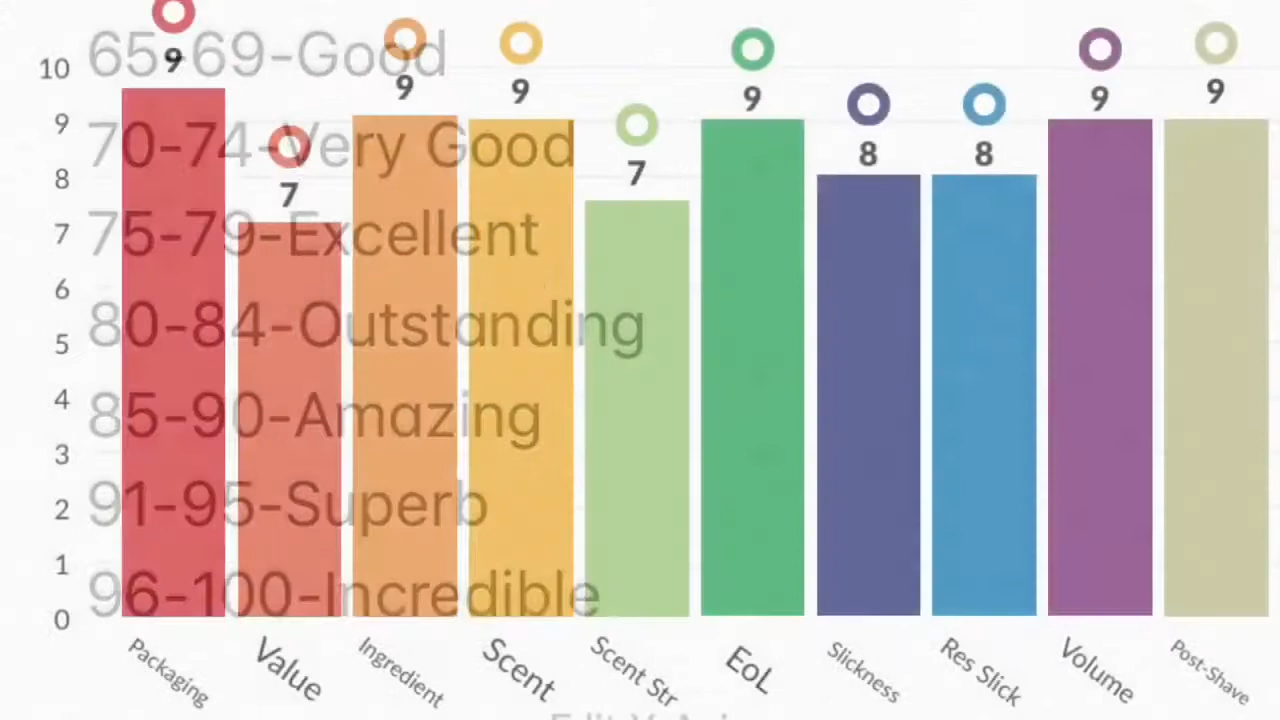 65-69-Good
70-74-Very Good
75-79-Excellent
80-84-Outstanding
85-90-Amazing
91-95-Superb
96-100-Incredible
10
9
8
7
6
5
4
3
2
1
0
9
7
9
9
7
9
8
8
9
9
Packaging
Value
Ingredient
Scent
Scent Str
EoL
Slickness
Res Slick
Volume
Post-Shave